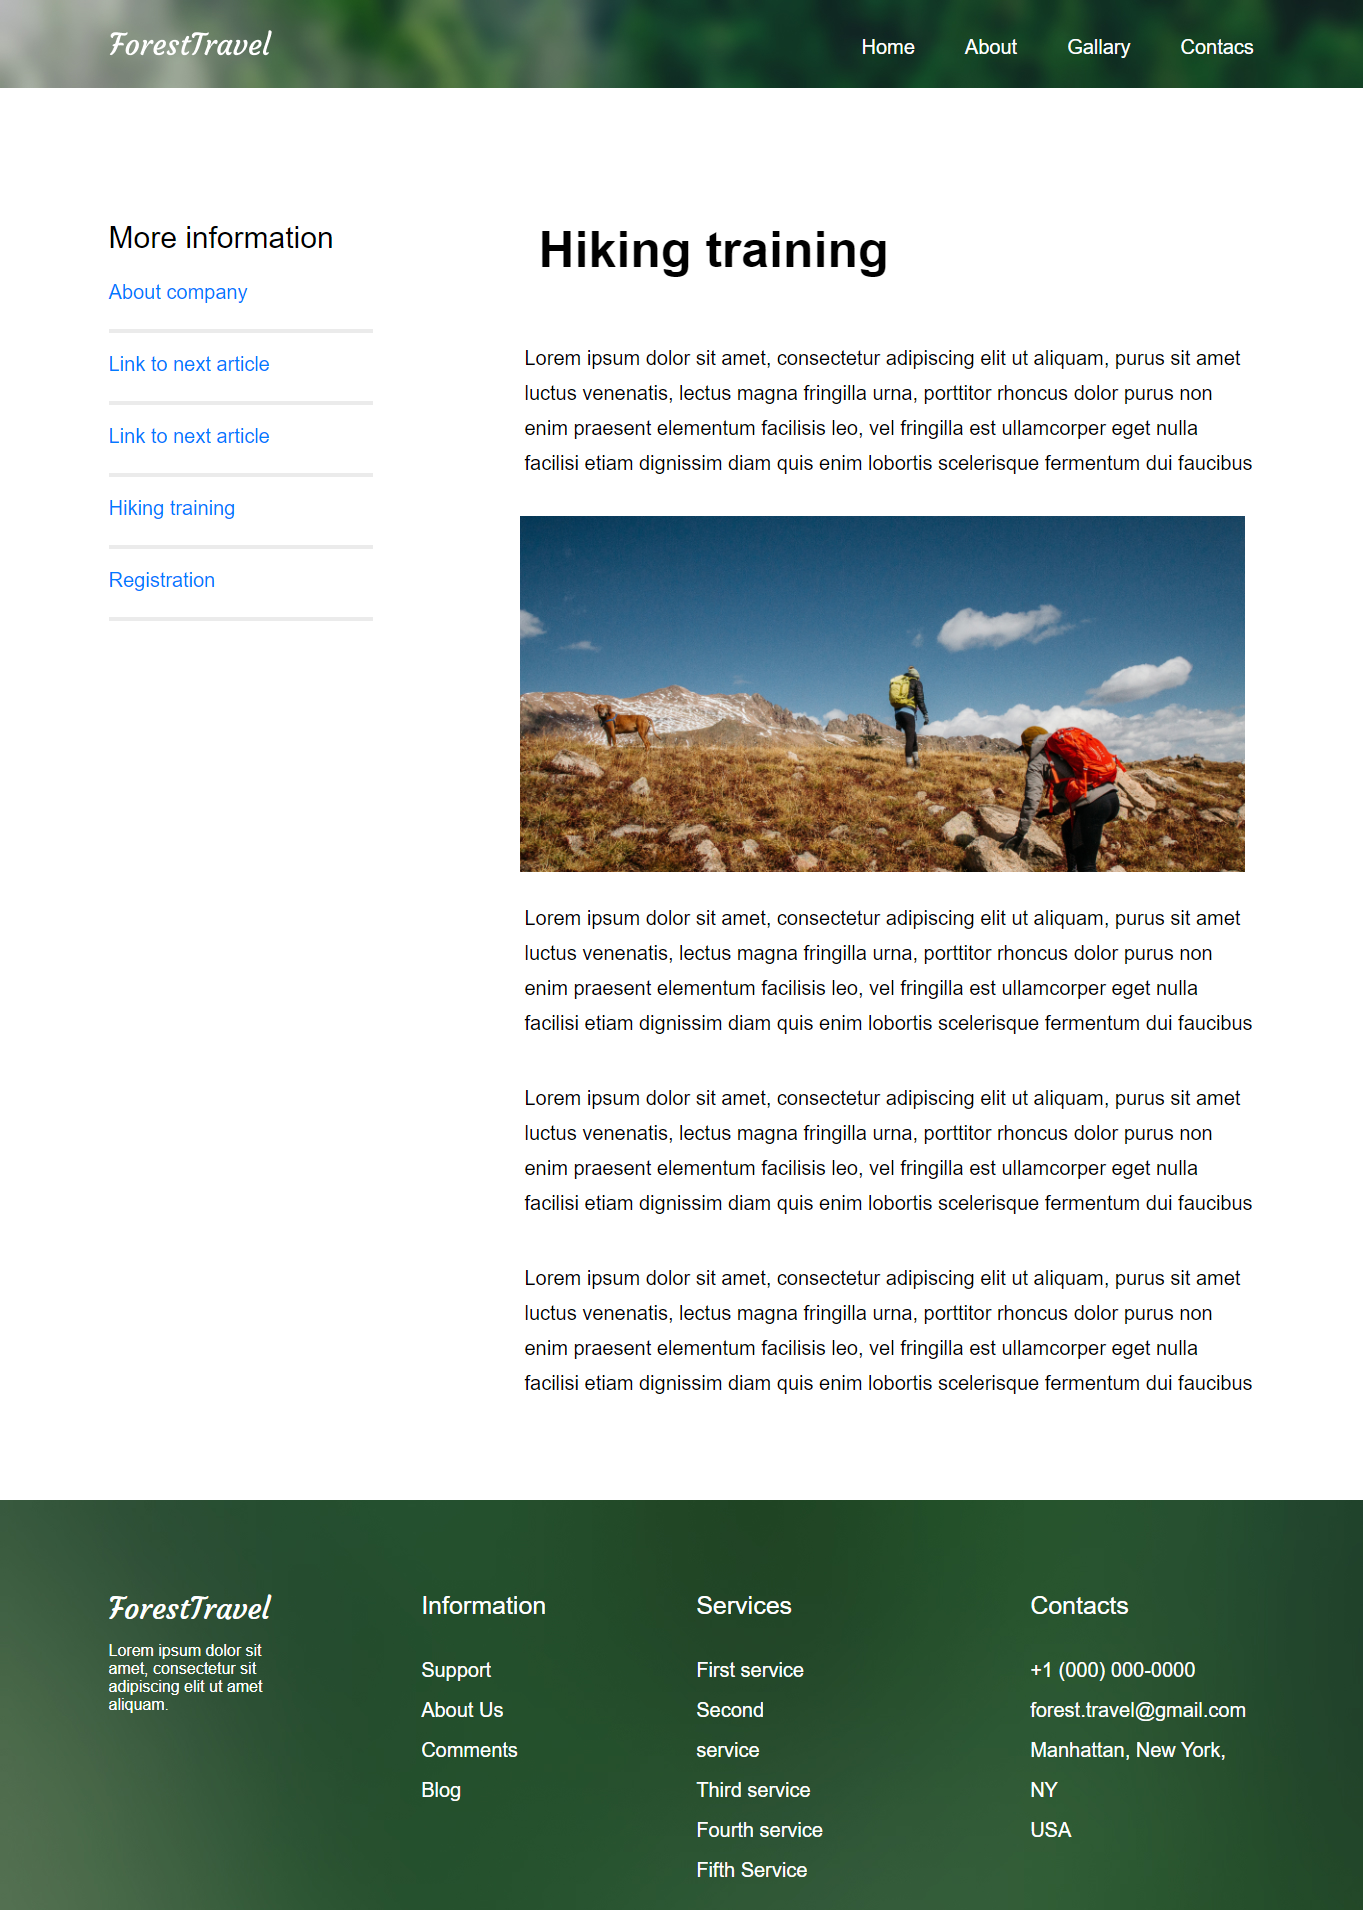 ForestTravel
Home About Gallary Contacs
More information
About company
Link to next article
Link to next article
Hiking training
Registration
Hiking training
Lorem ipsum dolor sit amet, consectetur adipiscing elit ut aliquam, purus sit amet
luctus venenatis, lectus magna fringilla urna, porttitor rhoncus dolor purus non
enim praesent elementum facilisis leo, vel fringilla est ullamcorper eget nulla
facilisi etiam dignissim diam quis enim lobortis scelerisque fermentum dui faucibus
Lorem ipsum dolor sit amet, consectetur adipiscing elit ut aliquam, purus sit amet
luctus venenatis, lectus magna fringilla urna, porttitor rhoncus dolor purus non
enim praesent elementum facilisis leo, vel fringilla est ullamcorper eget nulla
facilisi etiam dignissim diam quis enim lobortis scelerisque fermentum dui faucibus
Lorem ipsum dolor sit amet, consectetur adipiscing elit ut aliquam, purus sit amet
luctus venenatis, lectus magna fringilla urna, porttitor rhoncus dolor purus non
enim praesent elementum facilisis leo, vel fringilla est ullamcorper eget nulla
facilisi etiam dignissim diam quis enim lobortis scelerisque fermentum dui faucibus
Lorem ipsum dolor sit amet, consectetur adipiscing elit ut aliquam, purus sit amet
luctus venenatis, lectus magna fringilla urna, porttitor rhoncus dolor purus non
enim praesent elementum facilisis leo, vel fringilla est ullamcorper eget nulla
facilisi etiam dignissim diam quis enim lobortis scelerisque fermentum dui faucibus
ForestTravel
Lorem ipsum dolor sit
amet, consectetur sit
adipiscing elit ut amet
aliquam.
Information
Support
About Us
Comments
Blog
Services
First service
Second
service
Third service
Fourth service
Fifth Service
Contacts
+1 (000) 000-0000
forest.travel@gmail.com
Manhattan, New York,
NY
USA